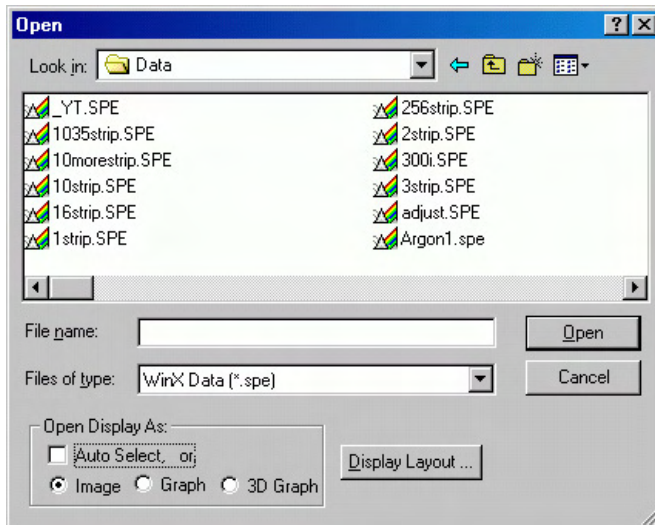 Open
Look in: Data
_YT.SPE
1035strip.SPE
10morestrip.SPE
10strip.SPE
16strip.SPE
1strip.SPE
256strip.SPE
2strip.SPE
300i.SPE
3strip.SPE
adjust.SPE
Argon1.spe
File name:
Open
Files of type: WinX Data (*.spe)
Cancel
Open Display As:
Auto Select, or
Image Graph 3D Graph
Display Layout ...